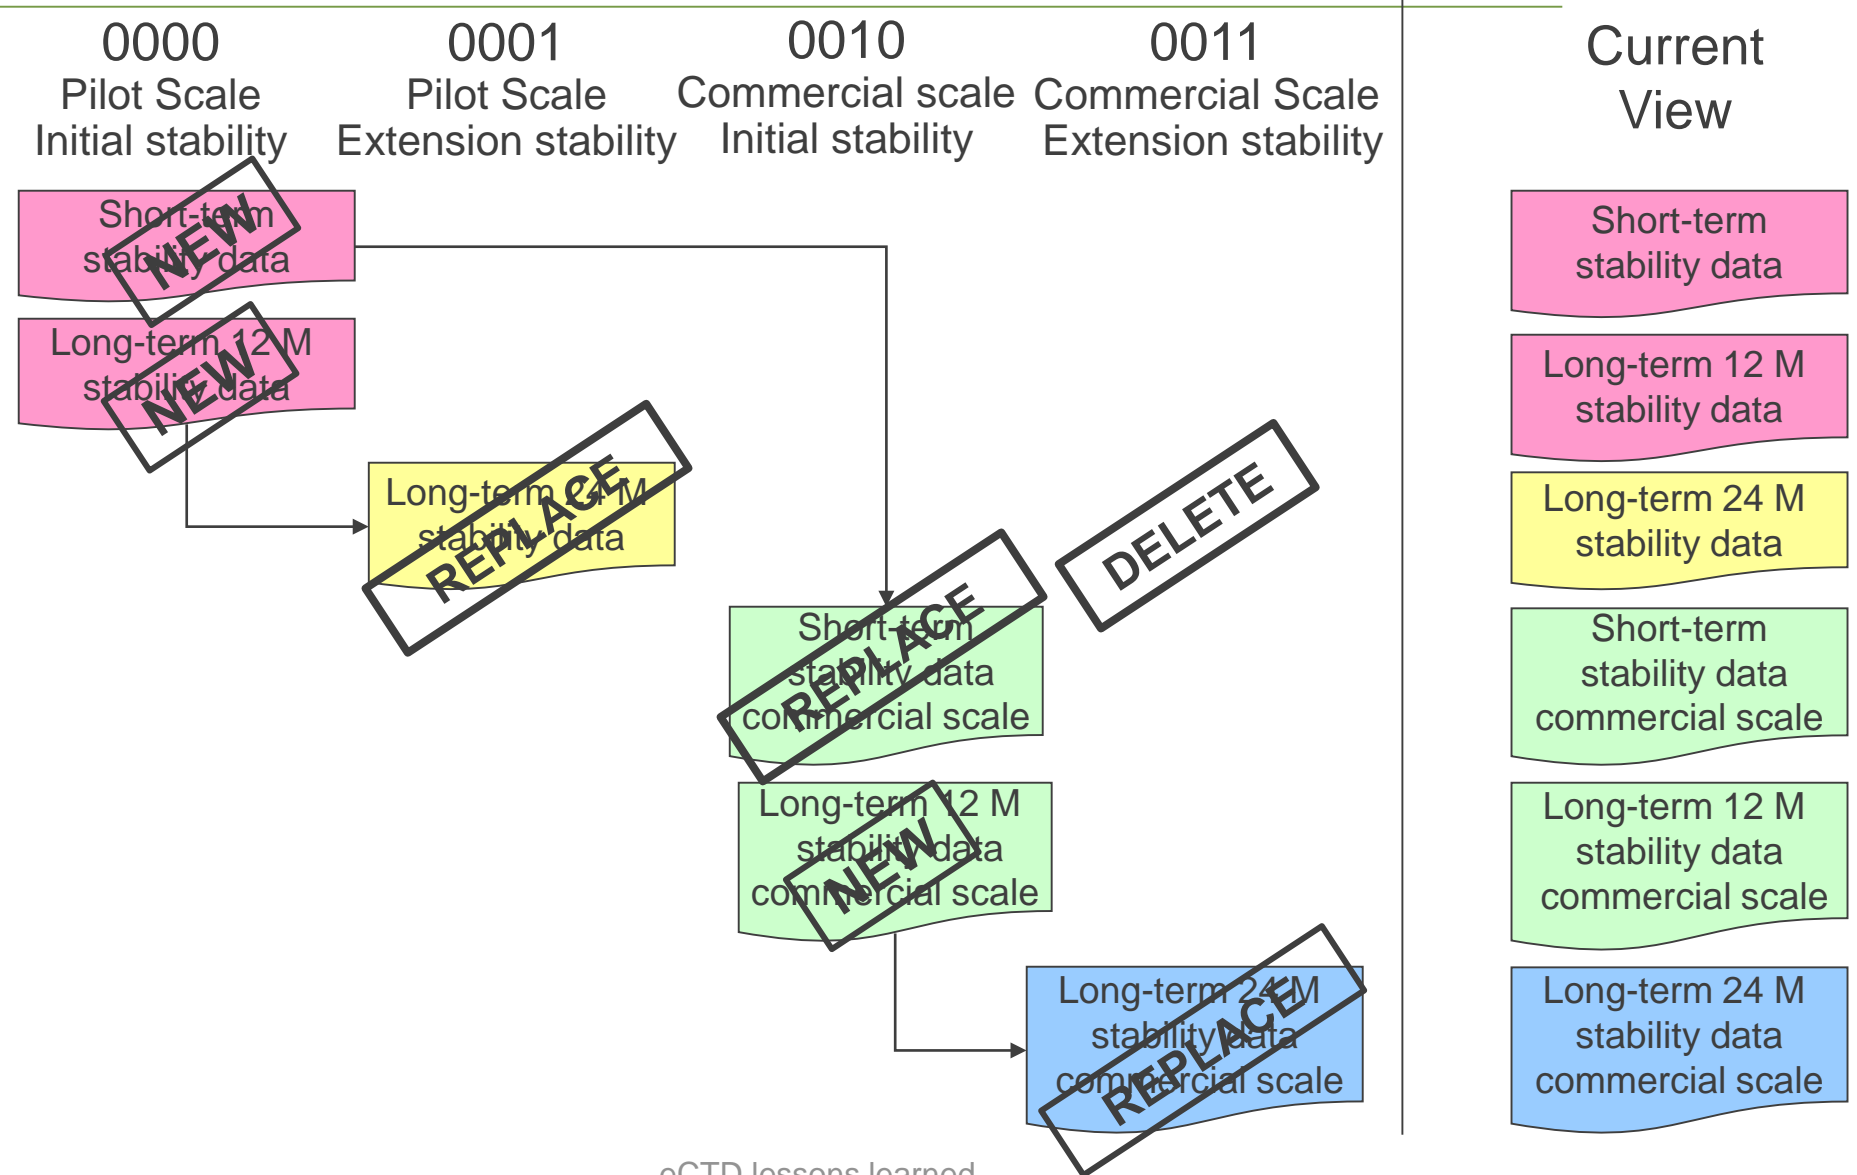 0000
Pilot Scale
Initial stability
0001
Pilot Scale
Extension stability
0010
Commercial scale
Initial stability
0011
Commercial Scale
Extension stability
Current
View
Short-term
stability data
NEW
Long-term 12 M
stability data
NEW
Long-term 24 M
stability data
REPLACE
Short-term
stability data
commercial scale
REPLACE
DELETE
Long-term 12 M
stability data
commercial scale
NEW
Long-term 24 M
stability data
commercial scale
REPLACE
Short-term
stability data
Long-term 12 M
stability data
Long-term 24 M
stability data
Short-term
stability data
commercial scale
Long-term 12 M
stability data
commercial scale
Long-term 24 M
stability data
commercial scale
eCTD lessons learned